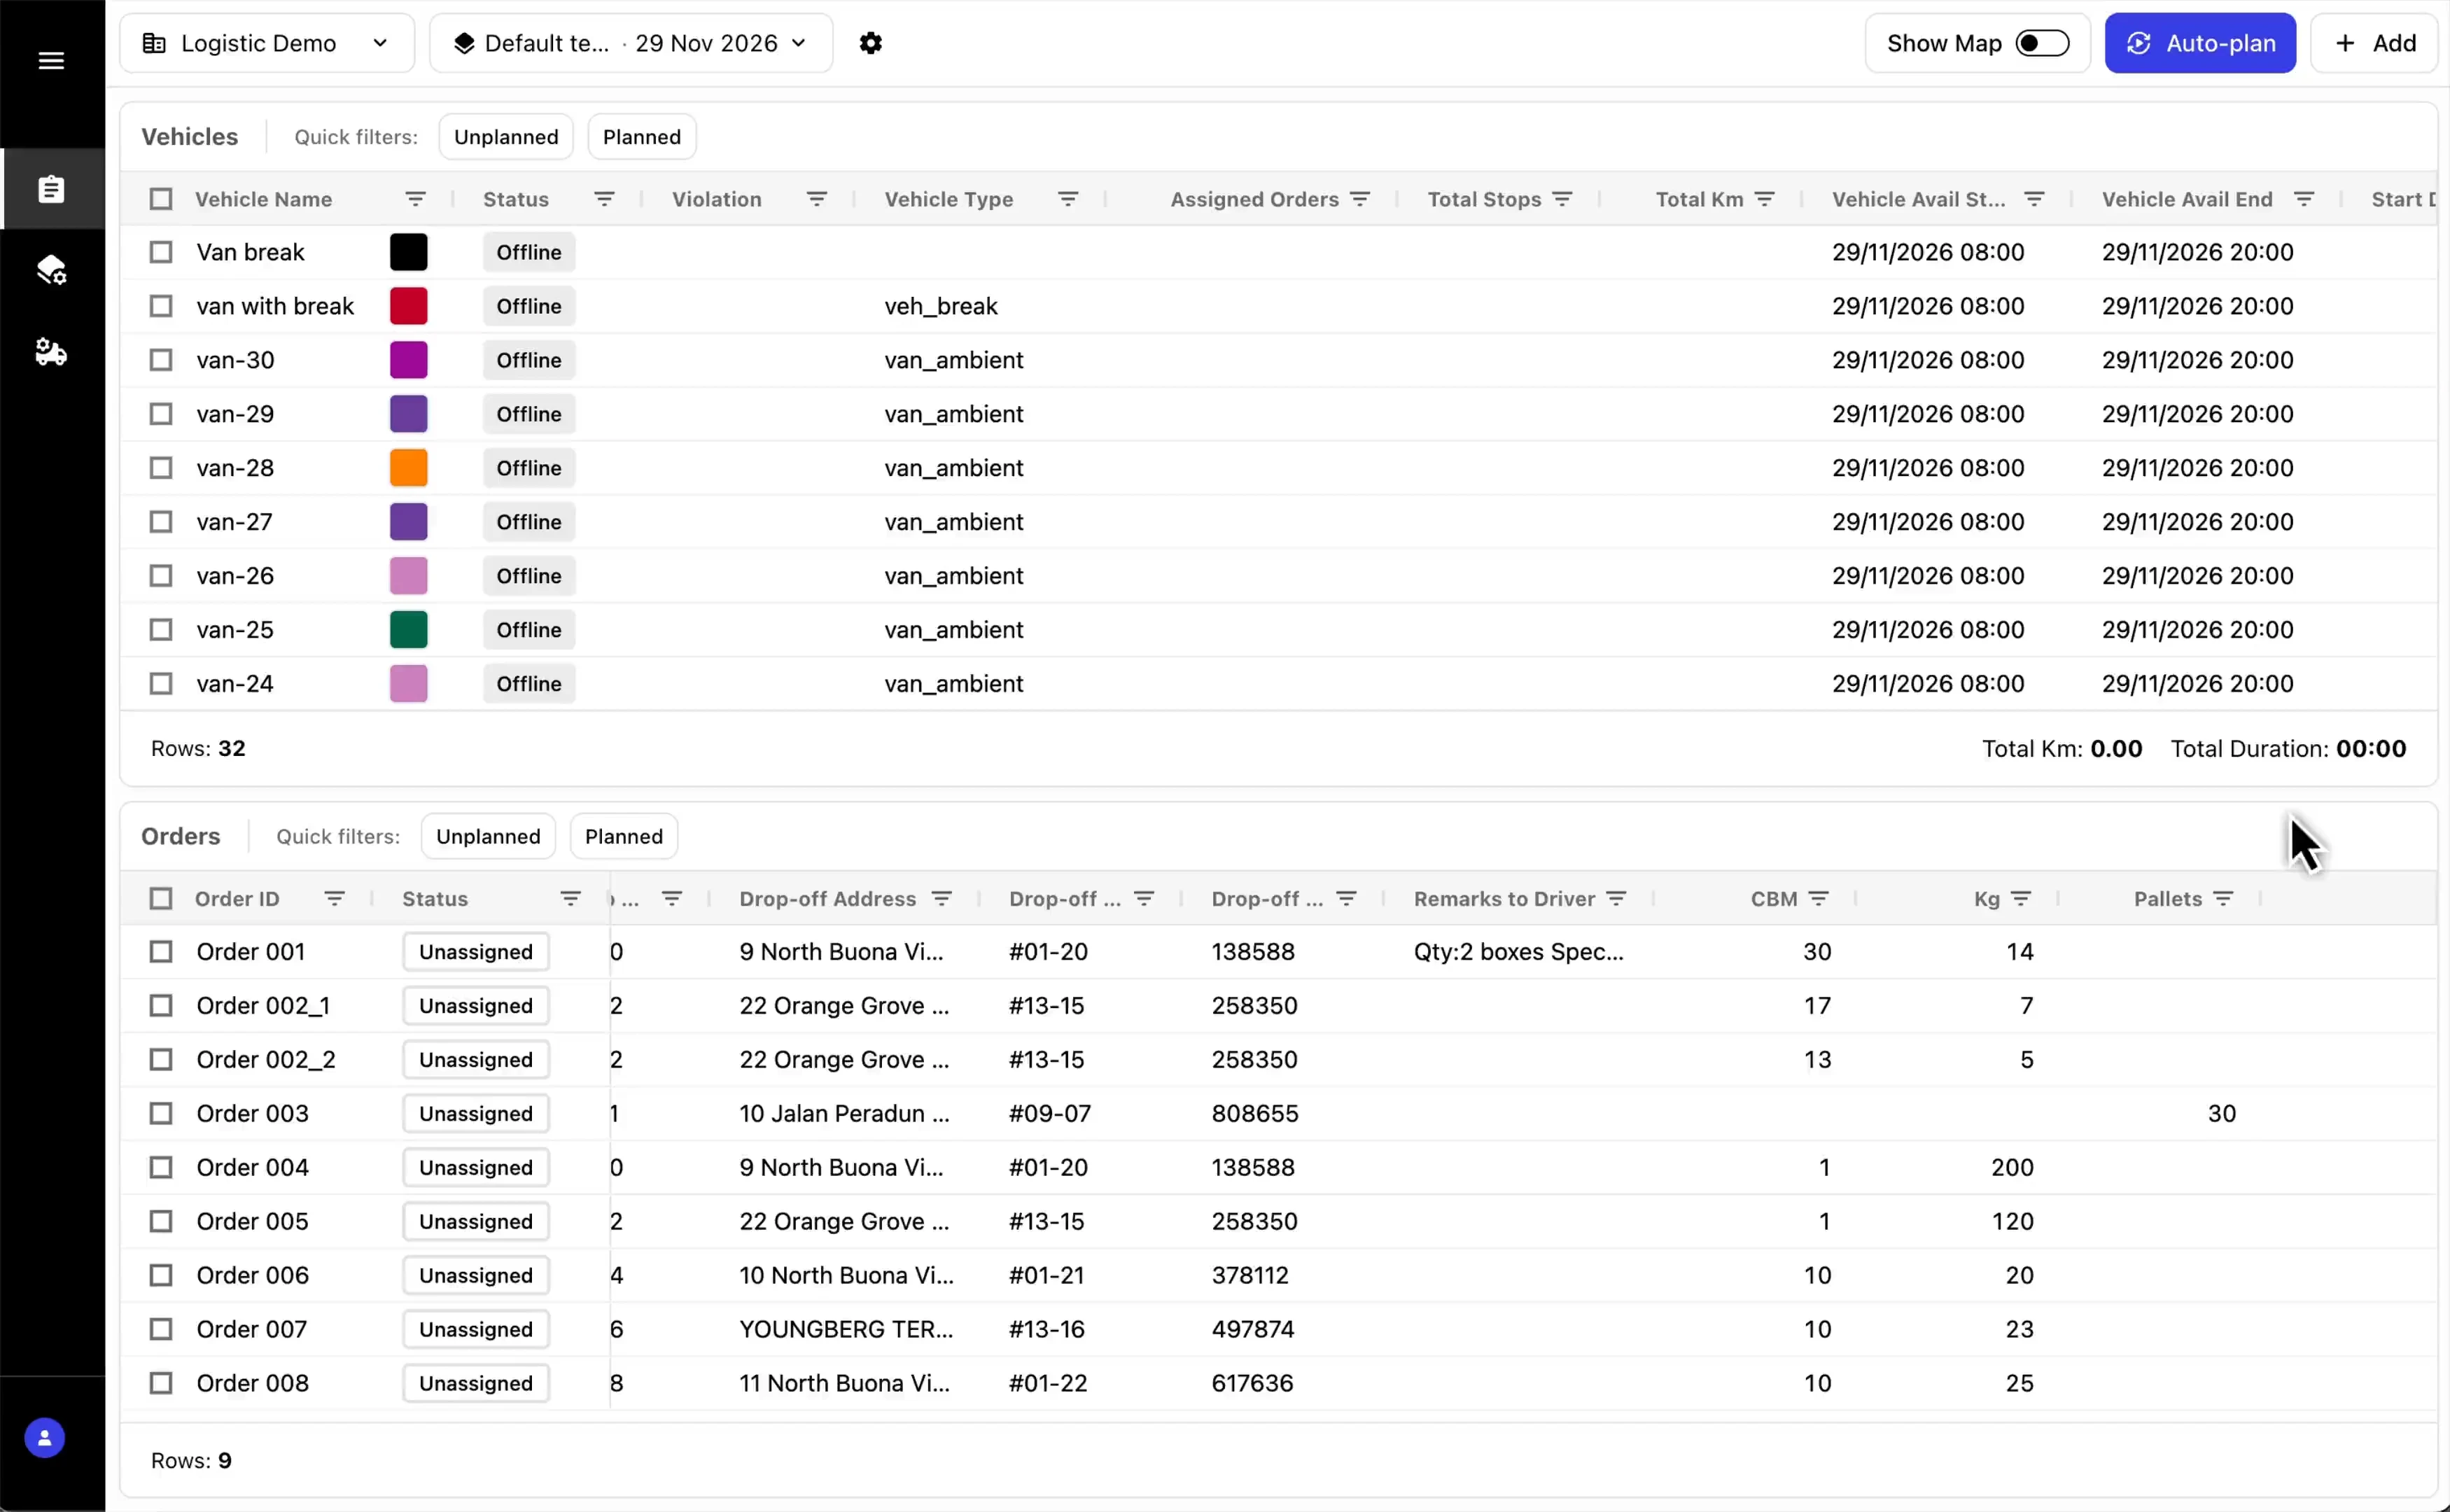 Logistic Demo
Default te... · 29 Nov 2026
Show Map
Auto-plan
+ Add
Vehicles
Quick filters: Unplanned Planned
Vehicle Name Status Violation Vehicle Type Assigned Orders Total Stops Total Km Vehicle Avail St... Vehicle Avail End Start
Van break Offline 29/11/2026 08:00 29/11/2026 20:00
van with break Offline veh_break 29/11/2026 08:00 29/11/2026 20:00
van-30 Offline van_ambient 29/11/2026 08:00 29/11/2026 20:00
van-29 Offline van_ambient 29/11/2026 08:00 29/11/2026 20:00
van-28 Offline van_ambient 29/11/2026 08:00 29/11/2026 20:00
van-27 Offline van_ambient 29/11/2026 08:00 29/11/2026 20:00
van-26 Offline van_ambient 29/11/2026 08:00 29/11/2026 20:00
van-25 Offline van_ambient 29/11/2026 08:00 29/11/2026 20:00
van-24 Offline van_ambient 29/11/2026 08:00 29/11/2026 20:00
Rows: 32 Total Km: 0.00 Total Duration: 00:00
Orders
Quick filters: Unplanned Planned
Order ID Status ... Drop-off Address Drop-off ... Drop-off ... Remarks to Driver CBM Kg Pallets
Order 001 Unassigned 0 9 North Buona Vi... #01-20 138588 Qty:2 boxes Spec... 30 14
Order 002_1 Unassigned 2 22 Orange Grove ... #13-15 258350 17 7
Order 002_2 Unassigned 2 22 Orange Grove ... #13-15 258350 13 5
Order 003 Unassigned 1 10 Jalan Peradun ... #09-07 808655 30
Order 004 Unassigned 0 9 North Buona Vi... #01-20 138588 1 200
Order 005 Unassigned 2 22 Orange Grove ... #13-15 258350 1 120
Order 006 Unassigned 4 10 North Buona Vi... #01-21 378112 10 20
Order 007 Unassigned 6 YOUNGBERG TER... #13-16 497874 10 23
Order 008 Unassigned 8 11 North Buona Vi... #01-22 617636 10 25
Rows: 9